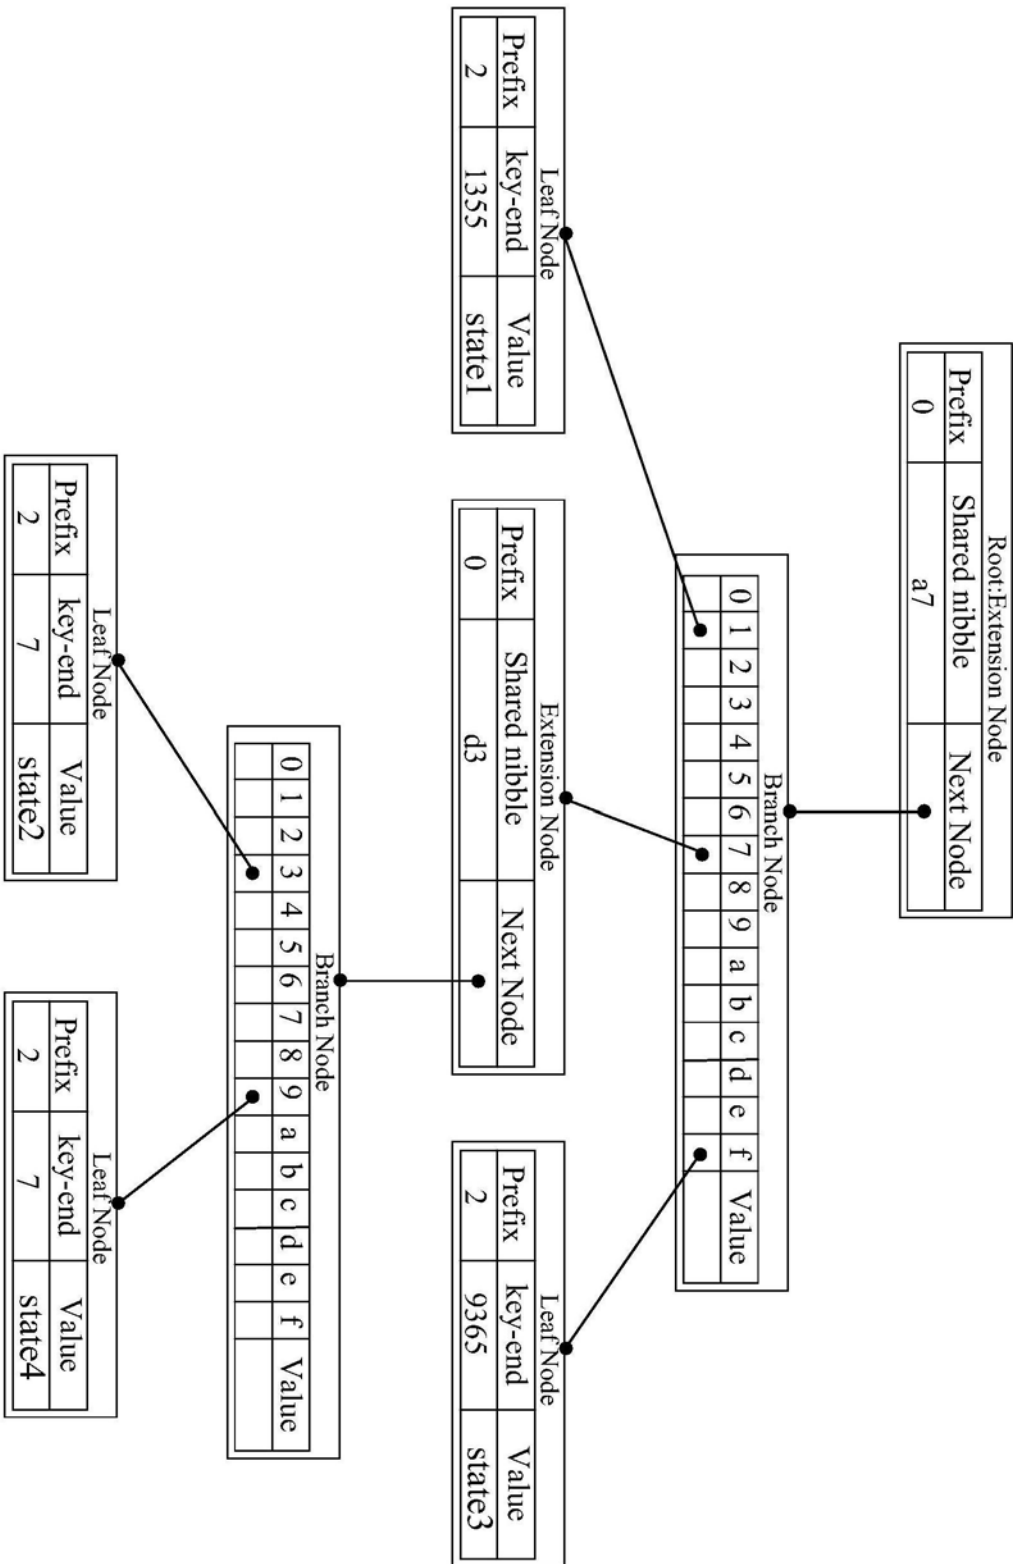 Root:Extension Node
Prefix Shared nibble Next Node
0 a7
Branch Node
0 1 2 3 4 5 6 7 8 9 a b c d e f Value
Leaf Node
Prefix key-end Value
2 1355 state1
Extension Node
Prefix Shared nibble Next Node
0 d3
Leaf Node
Prefix key-end Value
2 9365 state3
Branch Node
0 1 2 3 4 5 6 7 8 9 a b c d e f Value
Leaf Node
Prefix key-end Value
2 7 state2
Leaf Node
Prefix key-end Value
2 7 state4